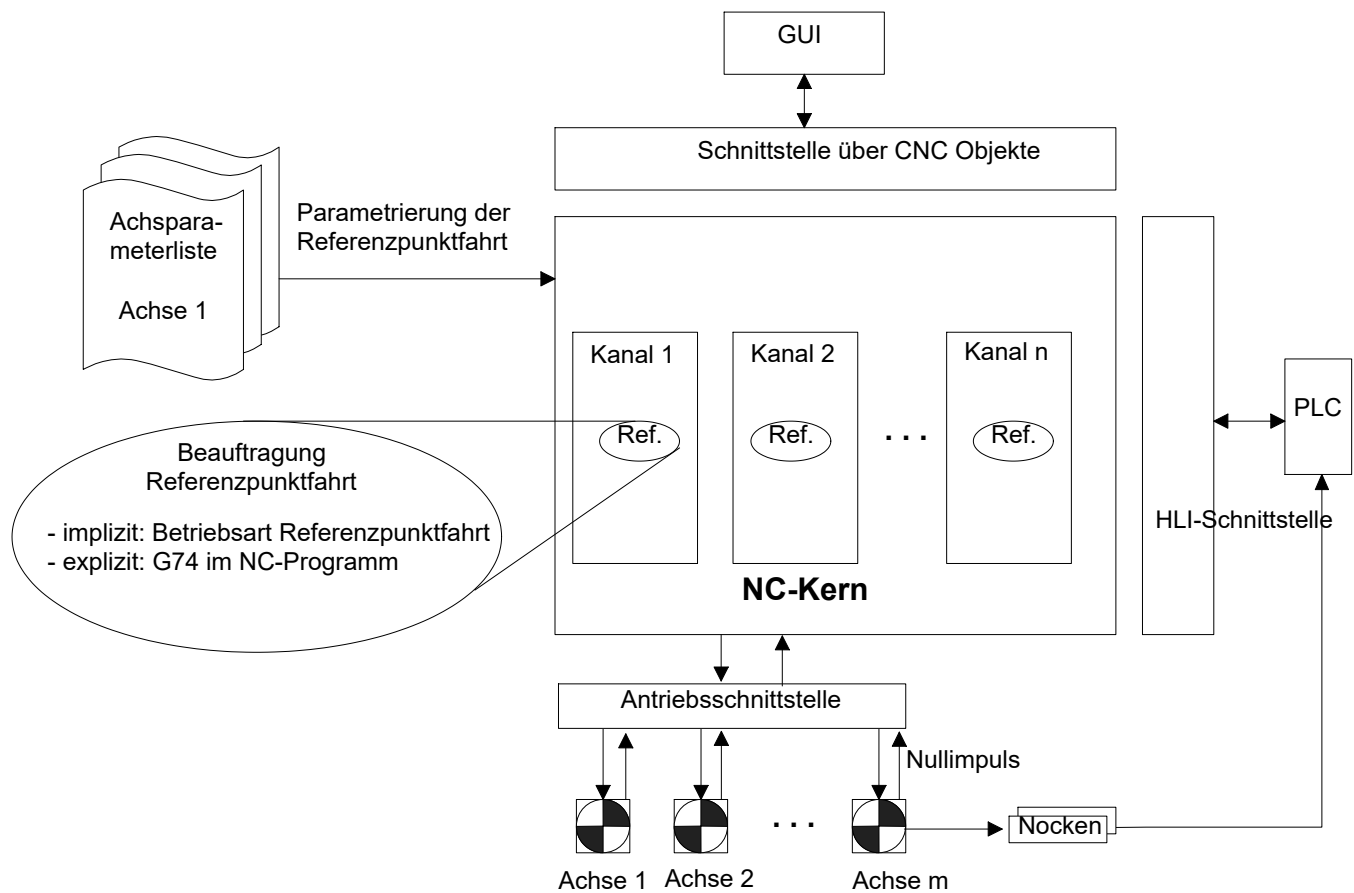 GUI
Schnittstelle über CNC Objekte
Achspara-
meterliste
Achse 1
Parametrierung der
Referenzpunktfahrt
Kanal 1
Kanal 2
Kanal n
Ref.
Ref.
. . .
Ref.
PLC
Beauftragung
Referenzpunktfahrt
- implizit: Betriebsart Referenzpunktfahrt
- explizit: G74 im NC-Programm
HLI-Schnittstelle
NC-Kern
Antriebsschnittstelle
Nullimpuls
. . .
Nocken
Achse 1
Achse 2
Achse m